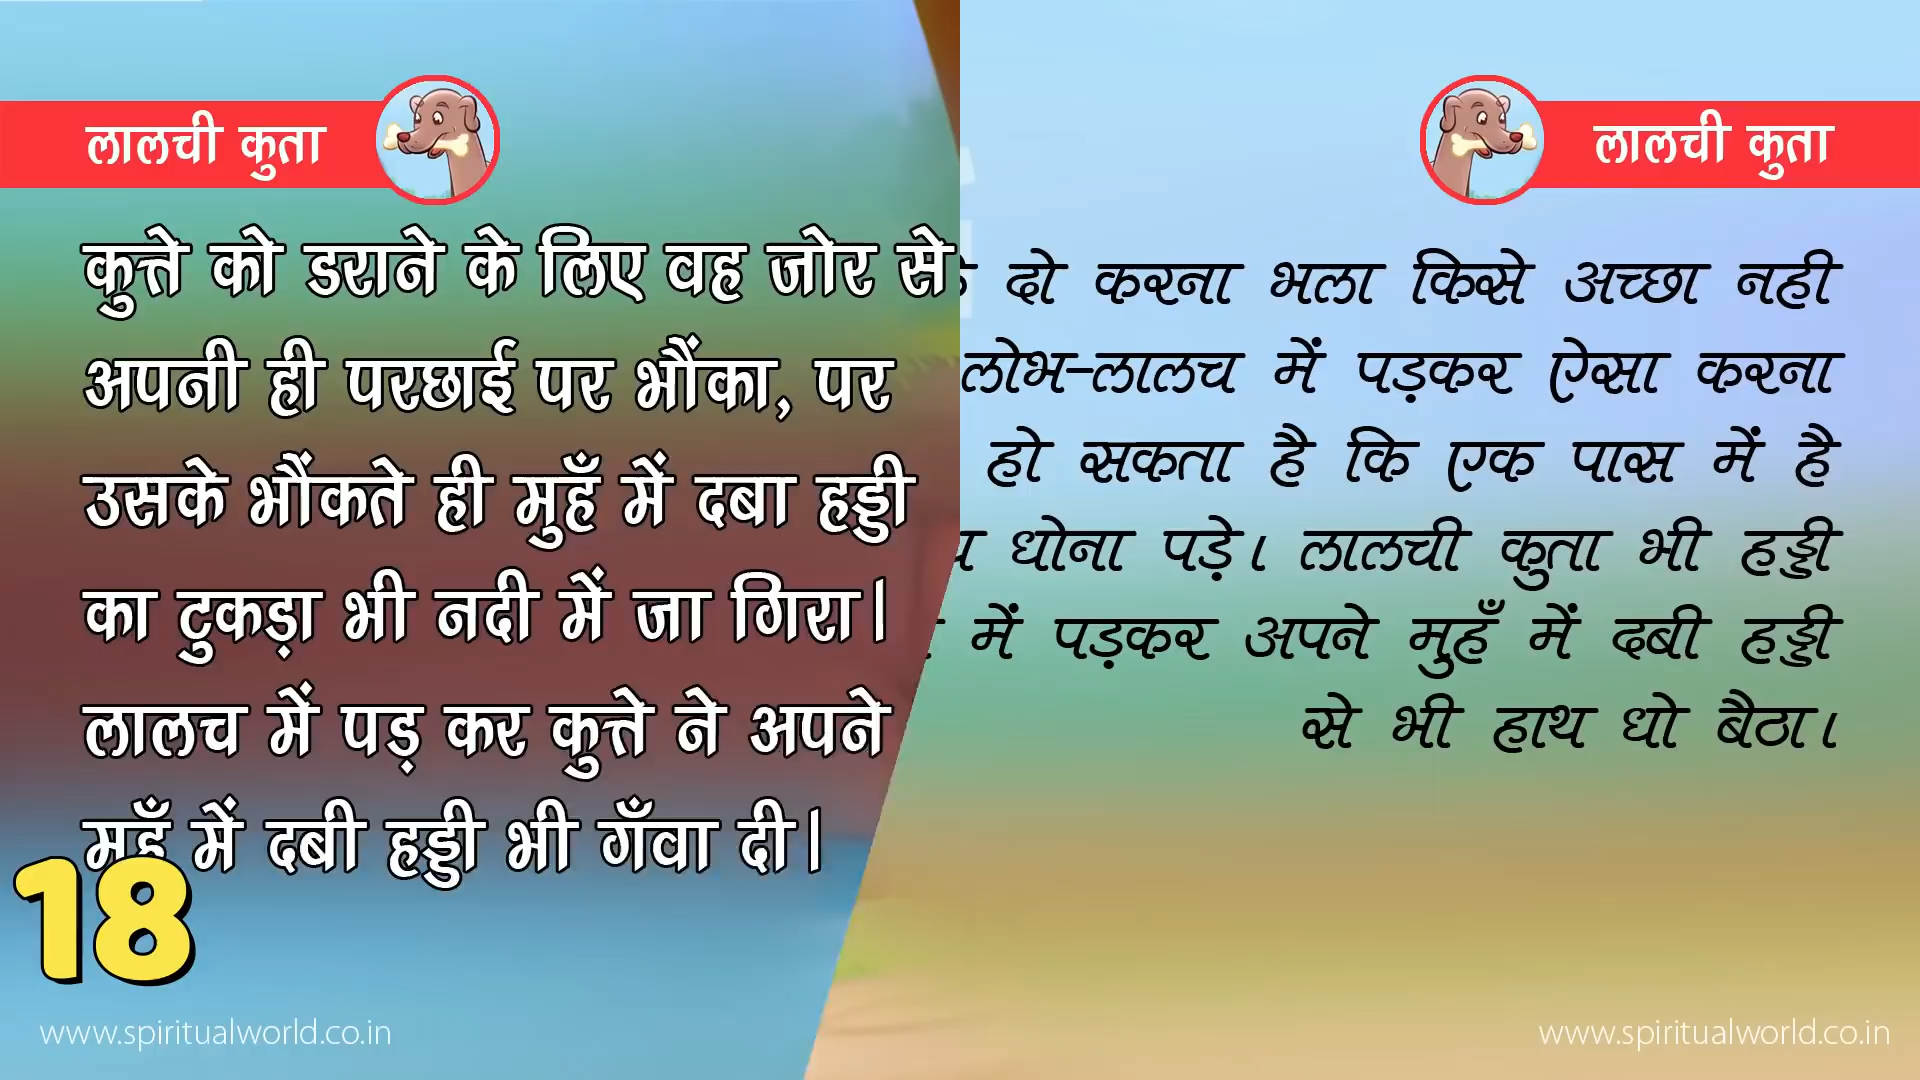 लालची कुता
कुत्ते को डराने के लिए वह जोर से
अपनी ही परछाई पर भौंका, पर
उसके भौंकते ही मुहँ में दबा हड्डी
का टुकड़ा भी नदी में जा गिरा।
लालच में पड़ कर कुत्ते ने अपने
मुहँ में दबी हड्डी भी गँवा दी।
18
www.spiritualworld.co.in
लालची कुता
दो करना भला किसे अच्छा नही
लोभ-लालच में पड़कर ऐसा करना
हो सकता है कि एक पास में है
धोना पड़े। लालची कुता भी हड्डी
में पड़कर अपने मुहँ में दबी हड्डी
से भी हाथ धो बैठा।
www.spiritualworld.co.in